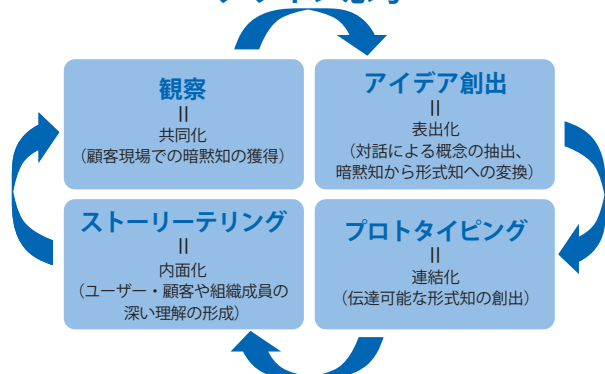 観察
=
共同化
(顧客現場での暗黙知の獲得)
アイデア創出
=
表出化
(対話による概念の抽出、
暗黙知から形式知への変換)
ストーリーテリング
=
内面化
(ユーザー・顧客や組織成員の
深い理解の形成)
プロトタイピング
=
連結化
(伝達可能な形式知の創出)